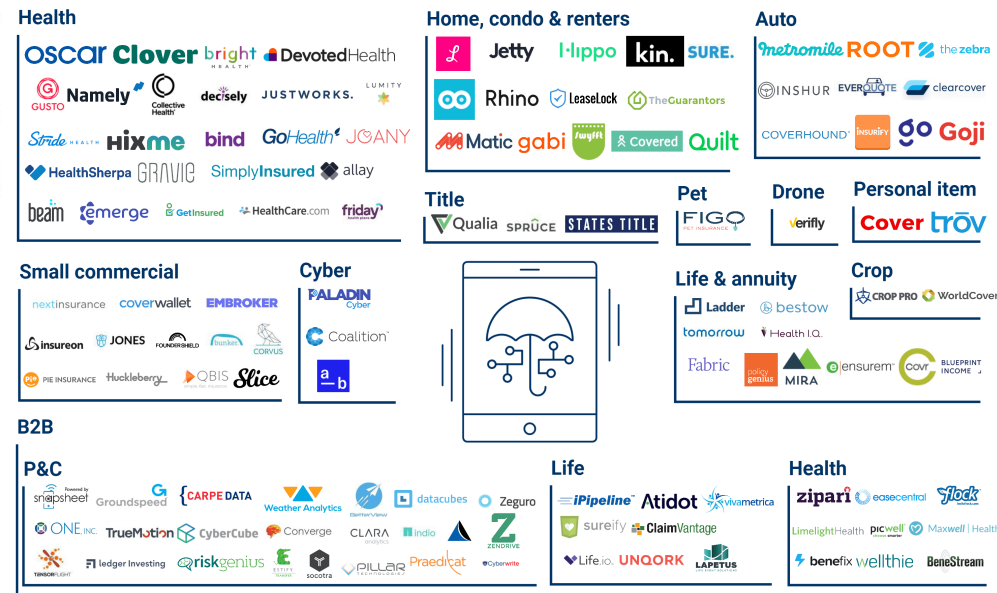 Health
OSCAR Clover bright HEALTH DevotedHealth
GUSTO Namely Collective Health decisely JUSTWORKS. LUMITY
Stride HEALTH Hixme bind GoHealth JOANY
HealthSherpa GRAVIE SimplyInsured allay
beam emerge GetInsured HealthCare.com friday health plans
Home, condo & renters
L Jetty Hippo kin. SURE.
Rhino LeaseLock TheGuarantors
Matic gabi Swyfft Covered Quilt
Auto
metromile ROOT the zebra
INSHUR EVERQUOTE clearcover
COVERHOUND INSURIFY go Goji
Title
Qualia SPRUCE STATES TITLE
Pet
FIGO
PET INSURANCE
Drone
verifly
Personal item
Cover trōv
Small commercial
nextinsurance coverwallet EMBROKER
insureon JONES FOUNDERSHIELD bunker CORVUS
PIE INSURANCE Huckleberry QBIS Slice
Cyber
PALADIN
Cyber
Coalition
a_b
Life & annuity
Ladder bestow
tomorrow Health I.Q.
Fabric policy genius MIRA ensurem covr BLUEPRINT INCOME
Crop
CROP PRO WorldCover
B2B
P&C
Powered by snapsheet Groundspeed CARPE DATA Weather Analytics BetterView datacubes Zeguro
ONE, INC. TrueMotion CyberCube Converge CLARA analytics indio ZENDRIVE
TENSORFLIGHT ledger Investing riskgenius ESTIFY socotra PILLAR TECHNOLOGIES Praedicat Cyberwrite
Life
iPipeline Atidot vivametrica
sureify ClaimVantage
Life.io. UNQORK LAPETUS
Health
zipari easecentral flock
LimelightHealth picwell Maxwell | Health
benefix wellthie BeneStream